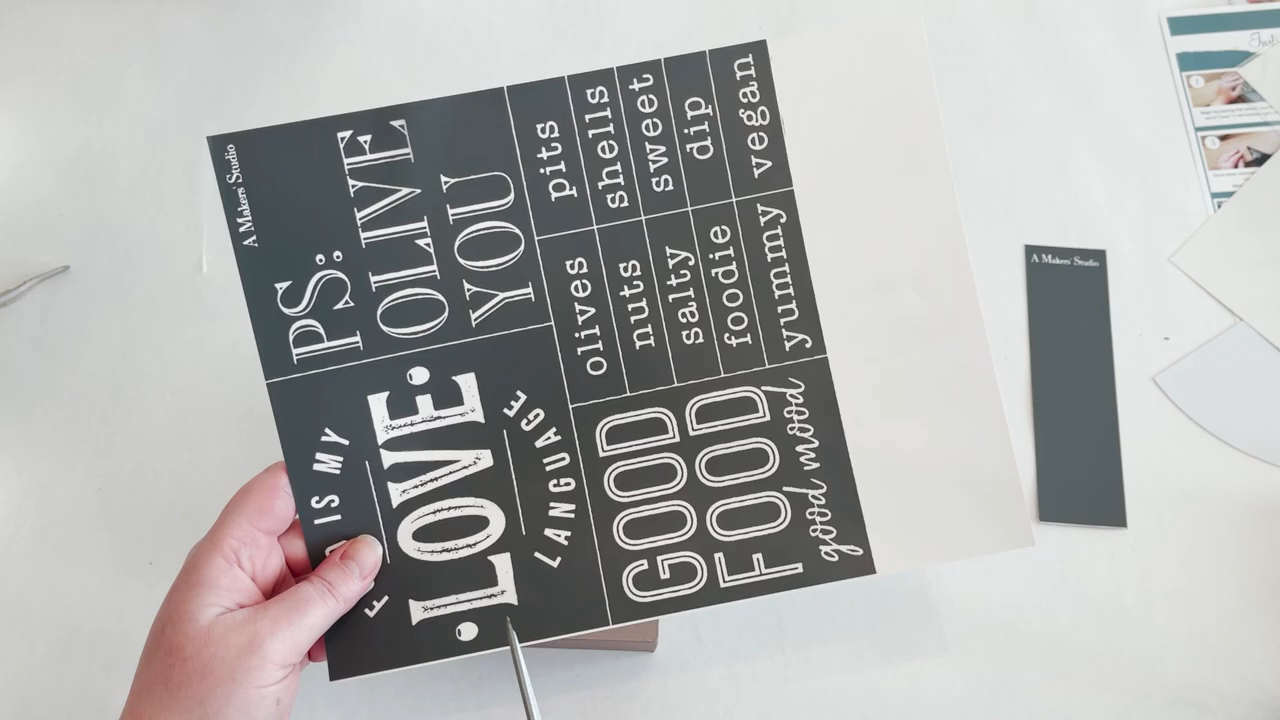 A Makers' Studio
PS:
OLIVE
YOU
IS MY
•LOVE•
LANGUAGE
pits
shells
sweet
dip
vegan
olives
nuts
salty
foodie
yummy
GOOD
FOOD
good mood
A Makers' Studio